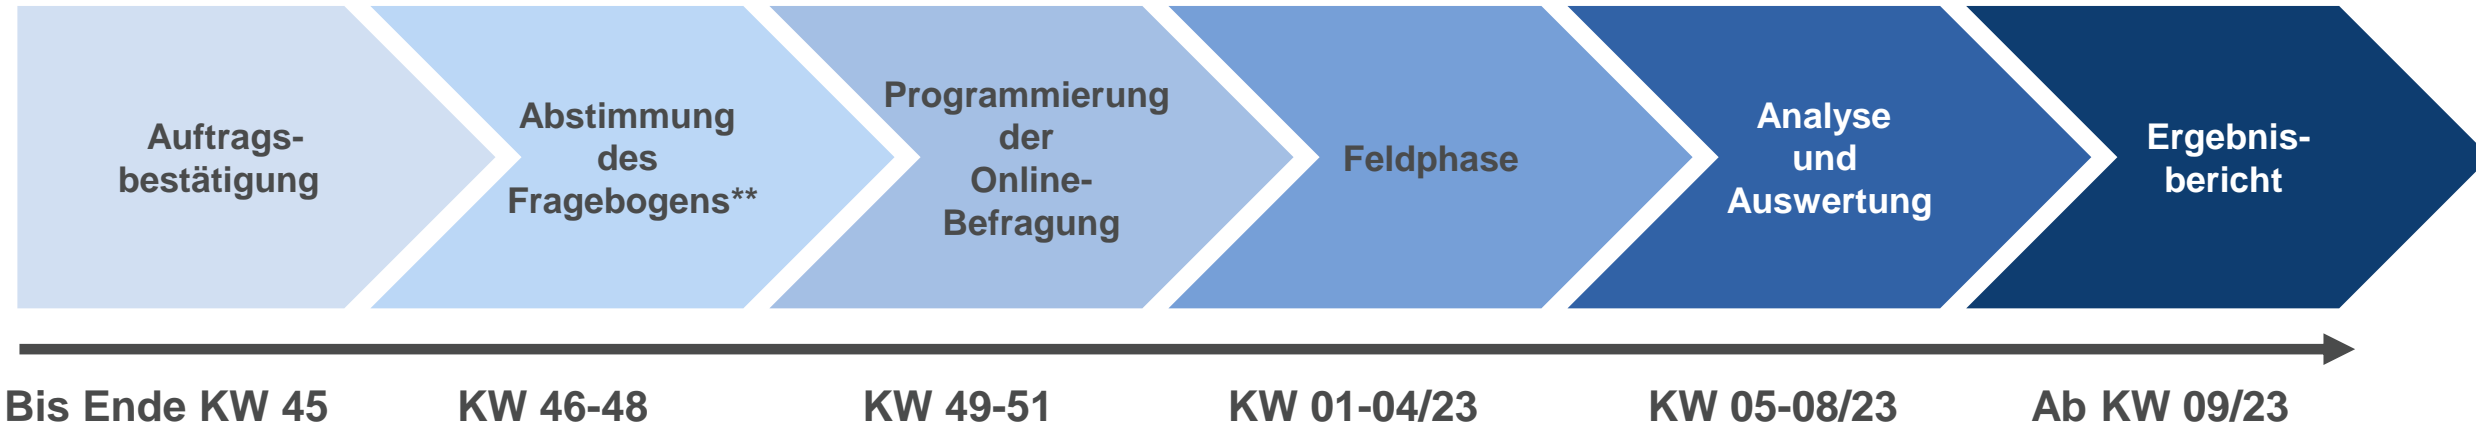 Auftrags-
bestätigung
Abstimmung
des
Fragebogens**
Programmierung
der
Online-
Befragung
Feldphase
Analyse
und
Auswertung
Ergebnis-
bericht
Bis Ende KW 45
KW 46-48
KW 49-51
KW 01-04/23
KW 05-08/23
Ab KW 09/23